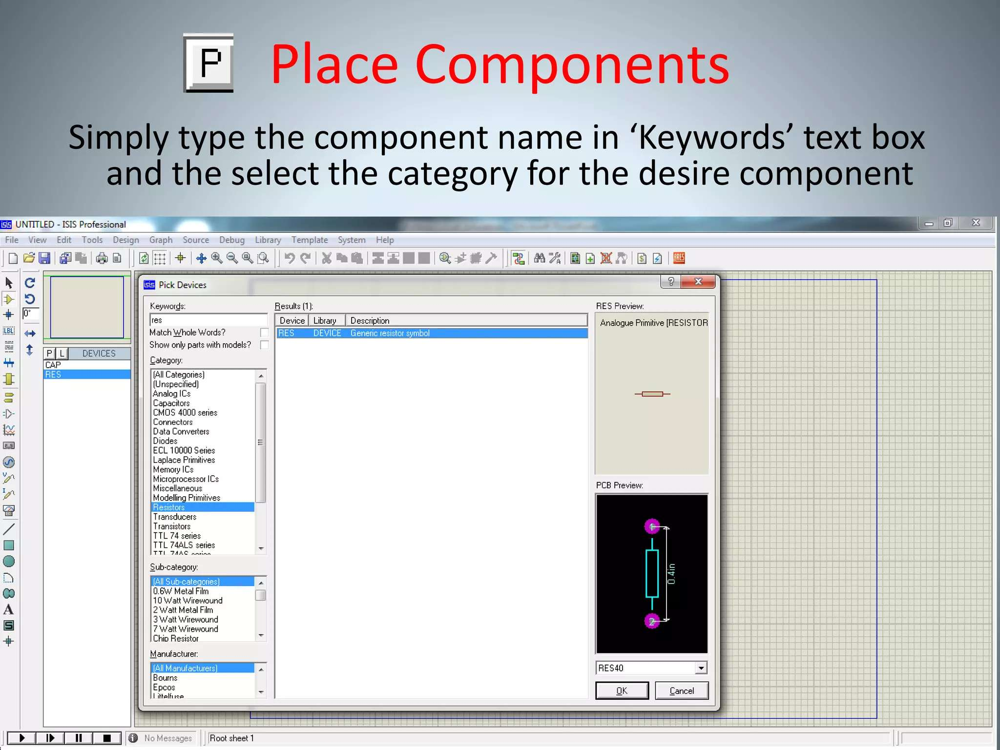 P
Place Components
Simply type the component name in ‘Keywords’ text box
and the select the category for the desire component
isis UNTITLED - ISIS Professional
File View Edit Tools Design Graph Source Debug Library Template System Help
ARES
isis Pick Devices
Keywords:
Results (1):
RES Preview:
res
Device Library Description
Analogue Primitive [RESISTOR
Match Whole Words?
RES DEVICE Generic resistor symbol
Show only parts with models?
0°
LBL
P L DEVICES
CAP
RES
Category:
(All Categories)
(Unspecified)
Analog ICs
Capacitors
CMOS 4000 series
Connectors
Data Converters
Diodes
ECL 10000 Series
Laplace Primitives
Memory ICs
Microprocessor ICs
Miscellaneous
Modelling Primitives
Resistors
Transducers
Transistors
TTL 74 series
TTL 74ALS series
TTL 74AS series
PCB Preview:
1
0.4in
2
Sub-category:
(All Sub-categories)
0.6W Metal Film
10 Watt Wirewound
2 Watt Metal Film
3 Watt Wirewound
7 Watt Wirewound
Chip Resistor
A
S
Manufacturer:
(All Manufacturers)
Bourns
Epcos
Littelfuse
RES40
OK Cancel
No Messages
Root sheet 1